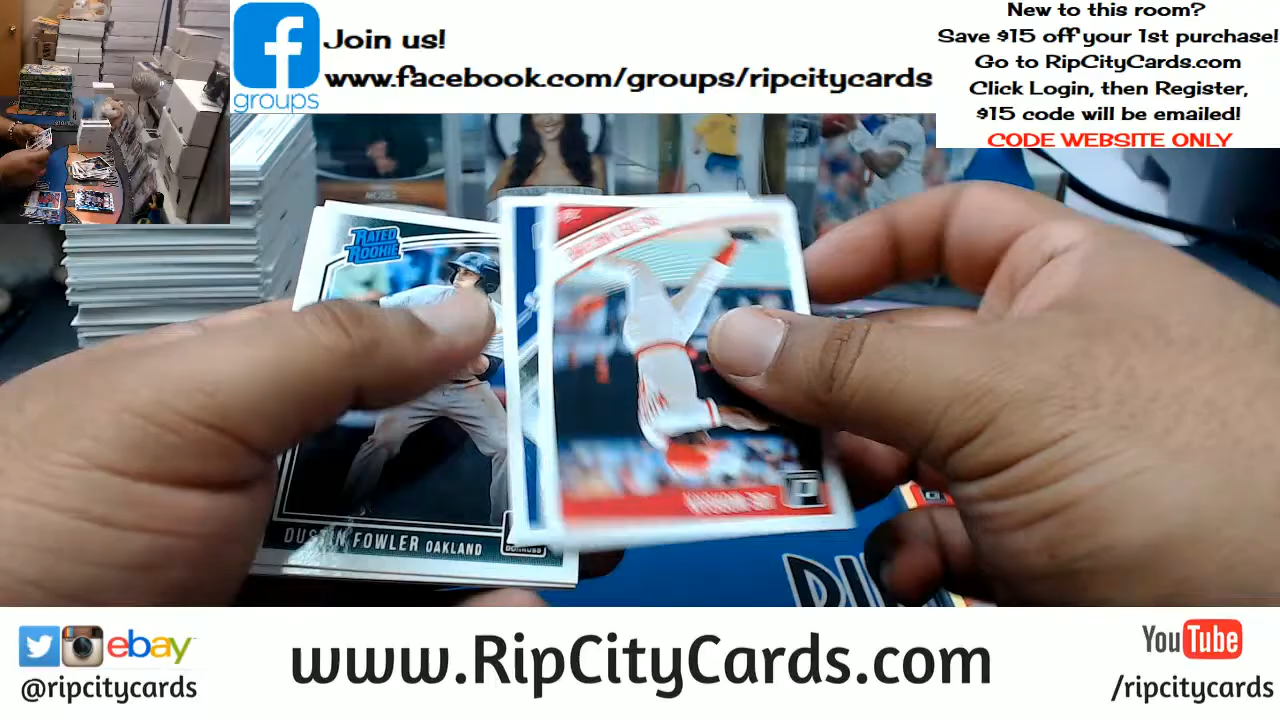 groups
Join us!
www.facebook.com/groups/ripcitycards
New to this room?
Save $15 off your 1st purchase!
Go to RipCityCards.com
Click Login, then Register,
$15 code will be emailed!
CODE WEBSITE ONLY
RATED
ROOKIE
DUSTIN FOWLER OAKLAND
DONRUSS
ebay
@ripcitycards
www.RipCityCards.com
YouTube
/ripcitycards